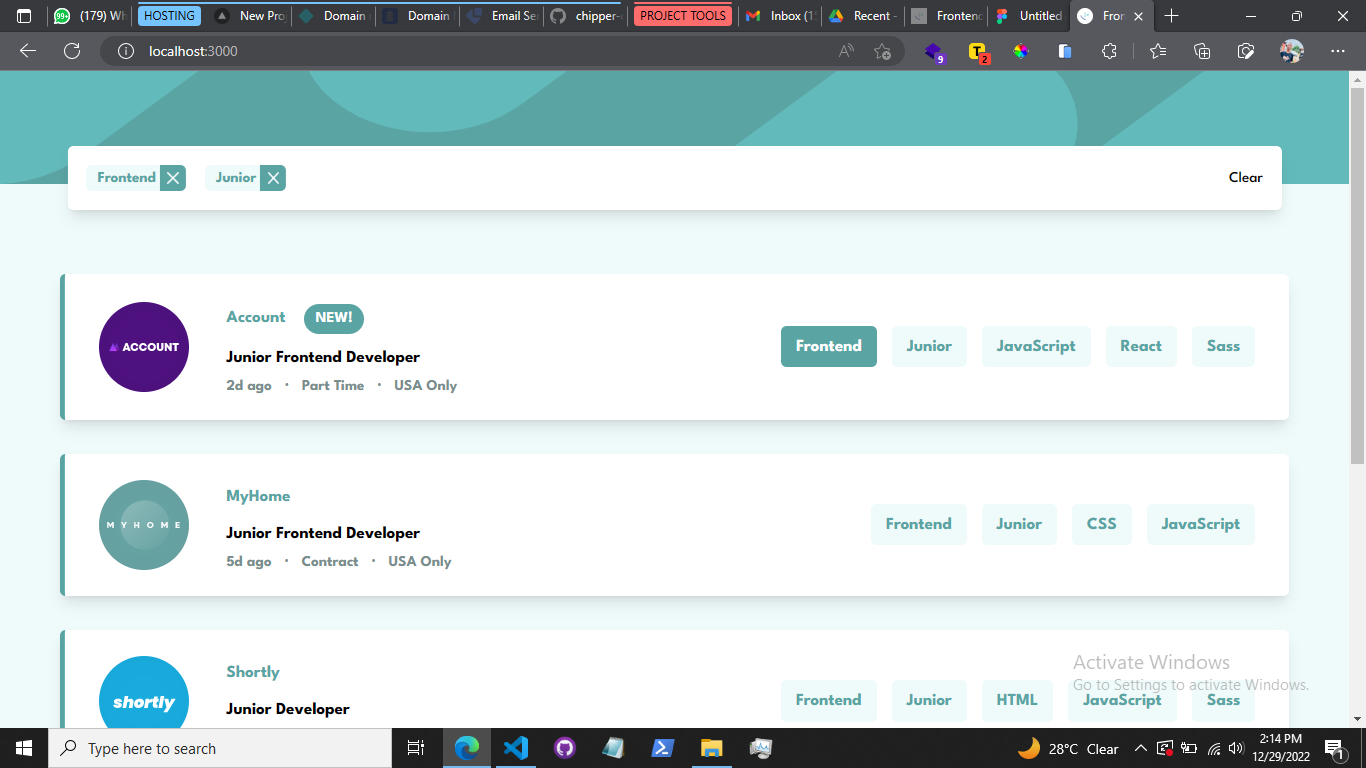 99 (179) Wh HOSTING New Pro Domain Domain Email Se chipper- PROJECT TOOLS Inbox (1 Recent - Frontend Untitled Fron
localhost:3000
9 T 2
Frontend Junior Clear
ACCOUNT
Account NEW!
Junior Frontend Developer
2d ago • Part Time • USA Only
Frontend Junior JavaScript React Sass
MYHOME
MyHome
Junior Frontend Developer
5d ago • Contract • USA Only
Frontend Junior CSS JavaScript
shortly
Shortly
Junior Developer
Frontend Junior HTML JavaScript Sass
Activate Windows
Go to Settings to activate Windows.
Type here to search
28°C Clear
2:14 PM
12/29/2022
1